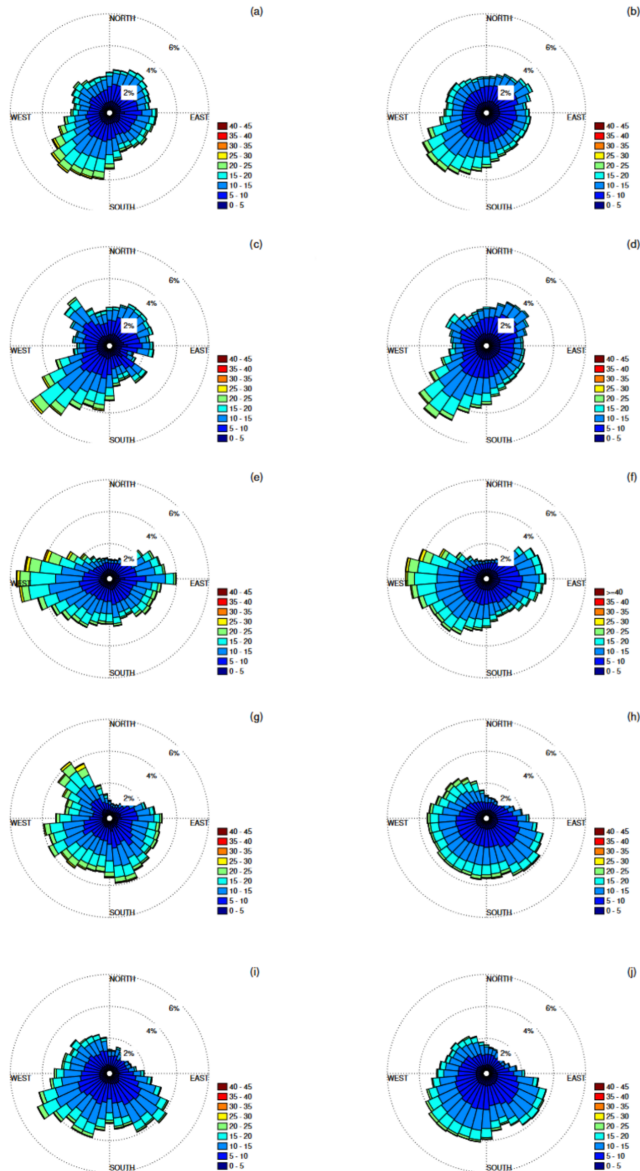 (a)
NORTH
6%
4%
2%
WEST
EAST
SOUTH
40 - 45
35 - 40
30 - 35
25 - 30
20 - 25
15 - 20
10 - 15
5 - 10
0 - 5
(b)
NORTH
6%
4%
2%
WEST
EAST
SOUTH
40 - 45
35 - 40
30 - 35
25 - 30
20 - 25
15 - 20
10 - 15
5 - 10
0 - 5
(c)
NORTH
6%
4%
2%
WEST
EAST
SOUTH
40 - 45
35 - 40
30 - 35
25 - 30
20 - 25
15 - 20
10 - 15
5 - 10
0 - 5
(d)
NORTH
6%
4%
2%
WEST
EAST
SOUTH
40 - 45
35 - 40
30 - 35
25 - 30
20 - 25
15 - 20
10 - 15
5 - 10
0 - 5
(e)
NORTH
6%
4%
2%
WEST
EAST
SOUTH
40 - 45
35 - 40
30 - 35
25 - 30
20 - 25
15 - 20
10 - 15
5 - 10
0 - 5
(f)
NORTH
6%
4%
2%
WEST
EAST
SOUTH
>=40
35 - 40
30 - 35
25 - 30
20 - 25
15 - 20
10 - 15
5 - 10
0 - 5
(g)
NORTH
6%
4%
2%
WEST
EAST
SOUTH
40 - 45
35 - 40
30 - 35
25 - 30
20 - 25
15 - 20
10 - 15
5 - 10
0 - 5
(h)
NORTH
6%
4%
2%
WEST
EAST
SOUTH
40 - 45
35 - 40
30 - 35
25 - 30
20 - 25
15 - 20
10 - 15
5 - 10
0 - 5
(i)
NORTH
6%
4%
2%
WEST
EAST
SOUTH
40 - 45
35 - 40
30 - 35
25 - 30
20 - 25
15 - 20
10 - 15
5 - 10
0 - 5
(j)
NORTH
6%
4%
2%
WEST
EAST
SOUTH
40 - 45
35 - 40
30 - 35
25 - 30
20 - 25
15 - 20
10 - 15
5 - 10
0 - 5